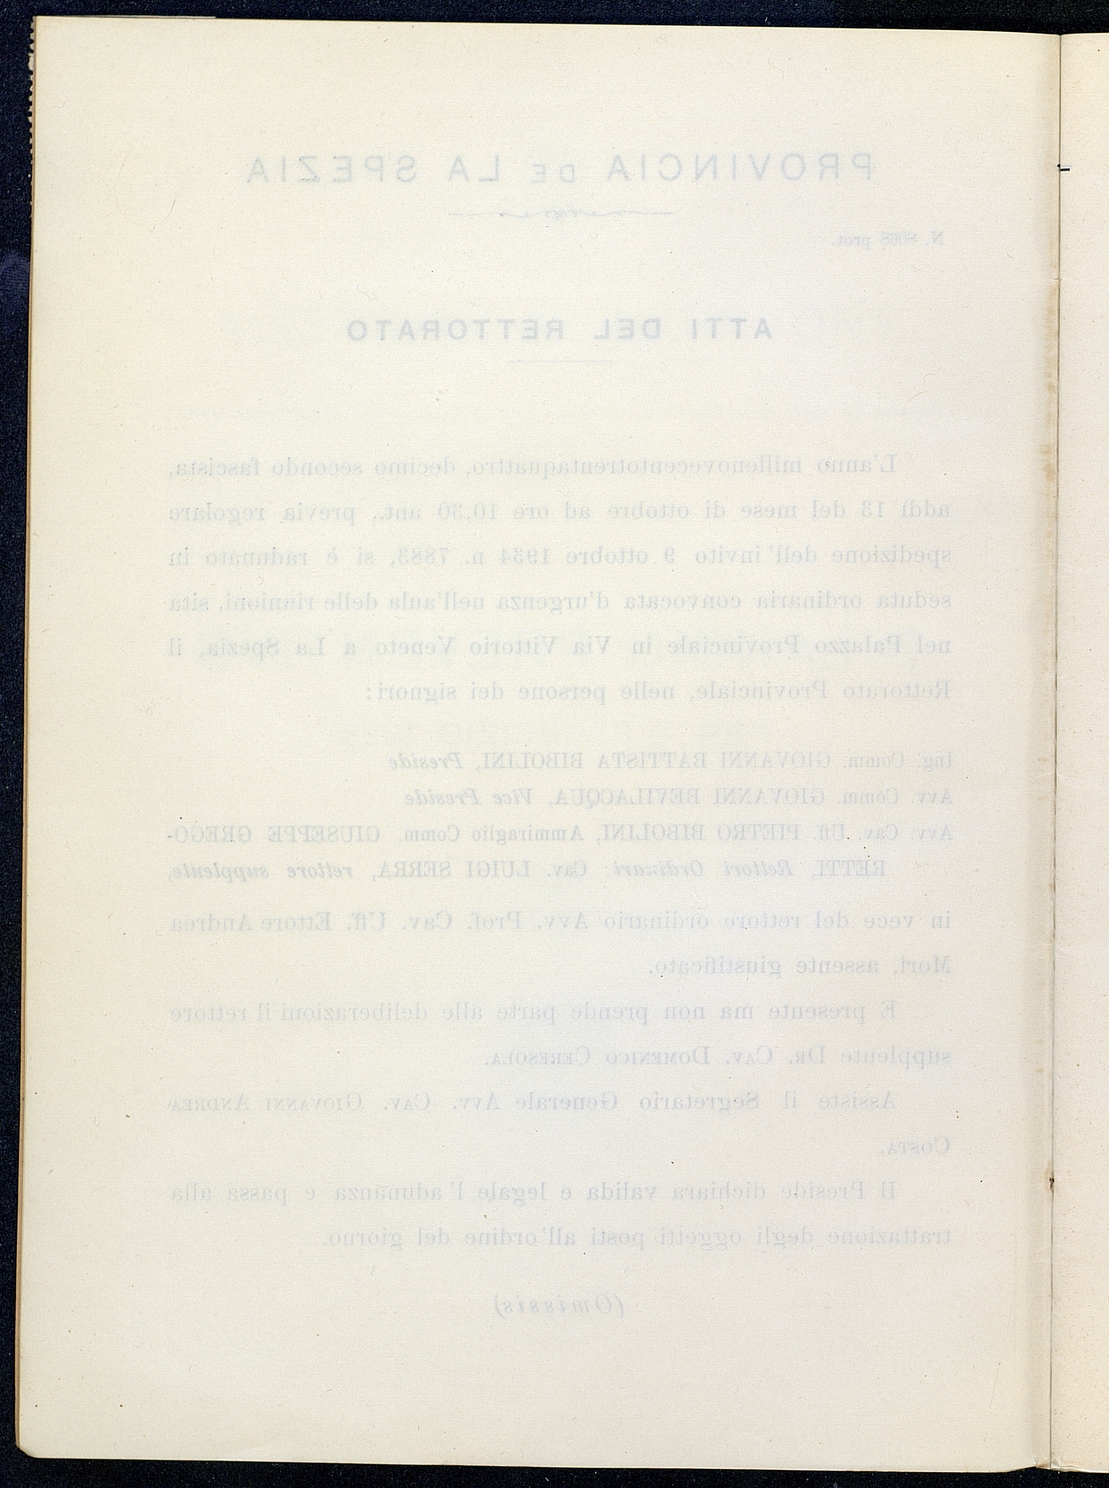 PROVINCIA DE LA SPEZIA
N. 8068 prot.
ATTI DEL RETTORATO
L'anno millenovecentotrentaquattro, decimo secondo fascista,
addì 13 del mese di ottobre ad ore 10,30 ant., previa regolare
spedizione dell'invito 9 ottobre 1934 n. 7883, si è radunato in
seduta ordinaria convocata d'urgenza nell'aula delle riunioni, sita
nel Palazzo Provinciale in Via Vittorio Veneto a La Spezia, il
Rettorato Provinciale, nelle persone dei signori:
Ing. Comm. GIOVANNI BATTISTA BIBOLINI, Preside
Avv. Comm. GIOVANNI BEVILACQUA, Vice Preside
Avv. Cav. Uff. PIETRO BIBOLINI, Ammiraglio Comm. GIUSEPPE GREGO-
RETTI, Rettori Ordinari. Cav. LUIGI SERRA, rettore supplente,
in vece del rettore ordinario Avv. Prof. Cav. Uff. Ettore Andrea
Mori, assente giustificato.
E presente ma non prende parte alle deliberazioni il rettore
supplente DR. CAV. DOMENICO CERESOLA.
Assiste il Segretario Generale AVV. CAV. GIOVANNI ANDREA
COSTA.
Il Preside dichiara valida e legale l'adunanza e passa alla
trattazione degli oggetti posti all'ordine del giorno.
(Omissis)